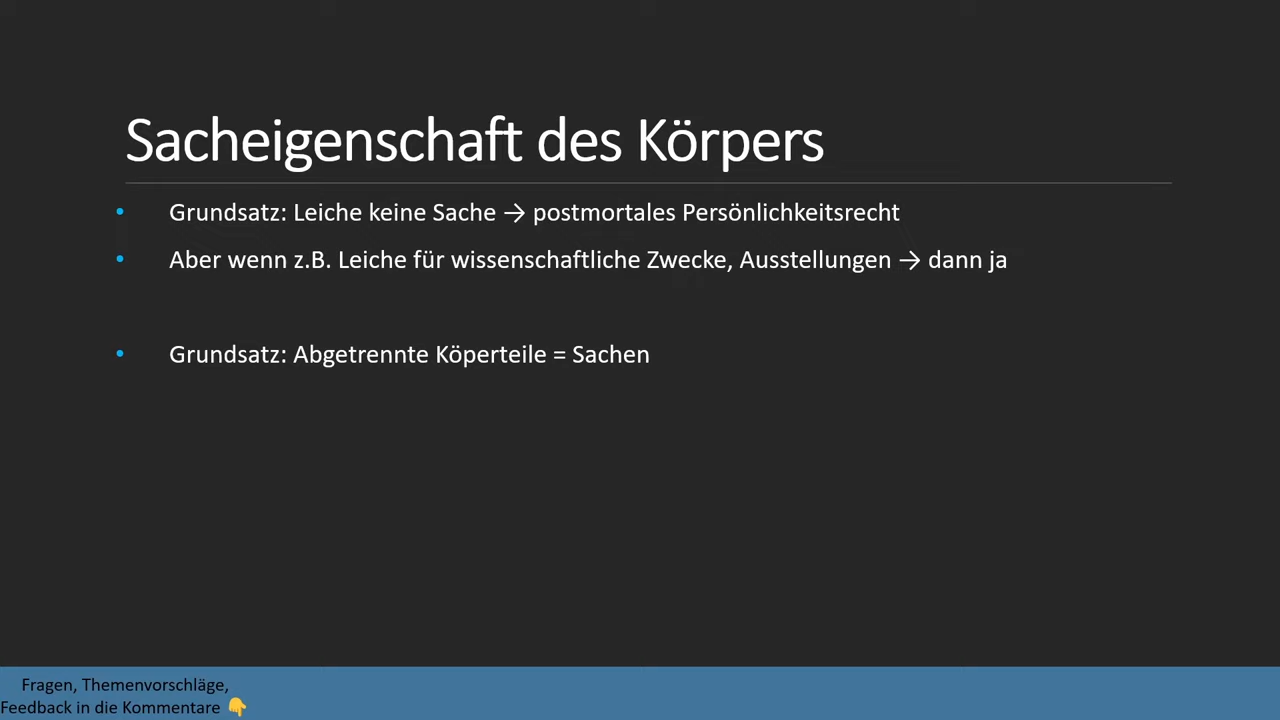 Sacheigenschaft des Körpers
• Grundsatz: Leiche keine Sache → postmortales Persönlichkeitsrecht
• Aber wenn z.B. Leiche für wissenschaftliche Zwecke, Ausstellungen → dann ja
• Grundsatz: Abgetrennte Köperteile = Sachen
Fragen, Themenvorschläge,
Feedback in die Kommentare 👇